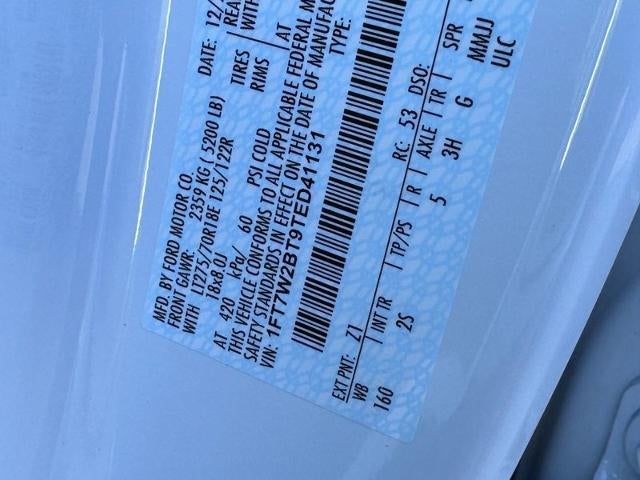 MFD. BY FORD MOTOR CO.
DATE: 12/
FRONT GAWR: 2359 KG ( 5200 LB)
WITH LT275/70R18E 125/122R TIRES
18x8.0J RIMS
AT 420 kPa/ 60 PSI COLD AT
THIS VEHICLE CONFORMS TO ALL APPLICABLE FEDERAL
SAFETY STANDARDS IN EFFECT ON THE DATE OF MANUFAC
VIN: 1FT7W2BT9TED41131 TYPE:
EXT PNT: Z1 RC: 53 DSO:
WB INT TR TP/PS R AXLE TR SPR
160 2S 5 3H G MMJJ
ULC